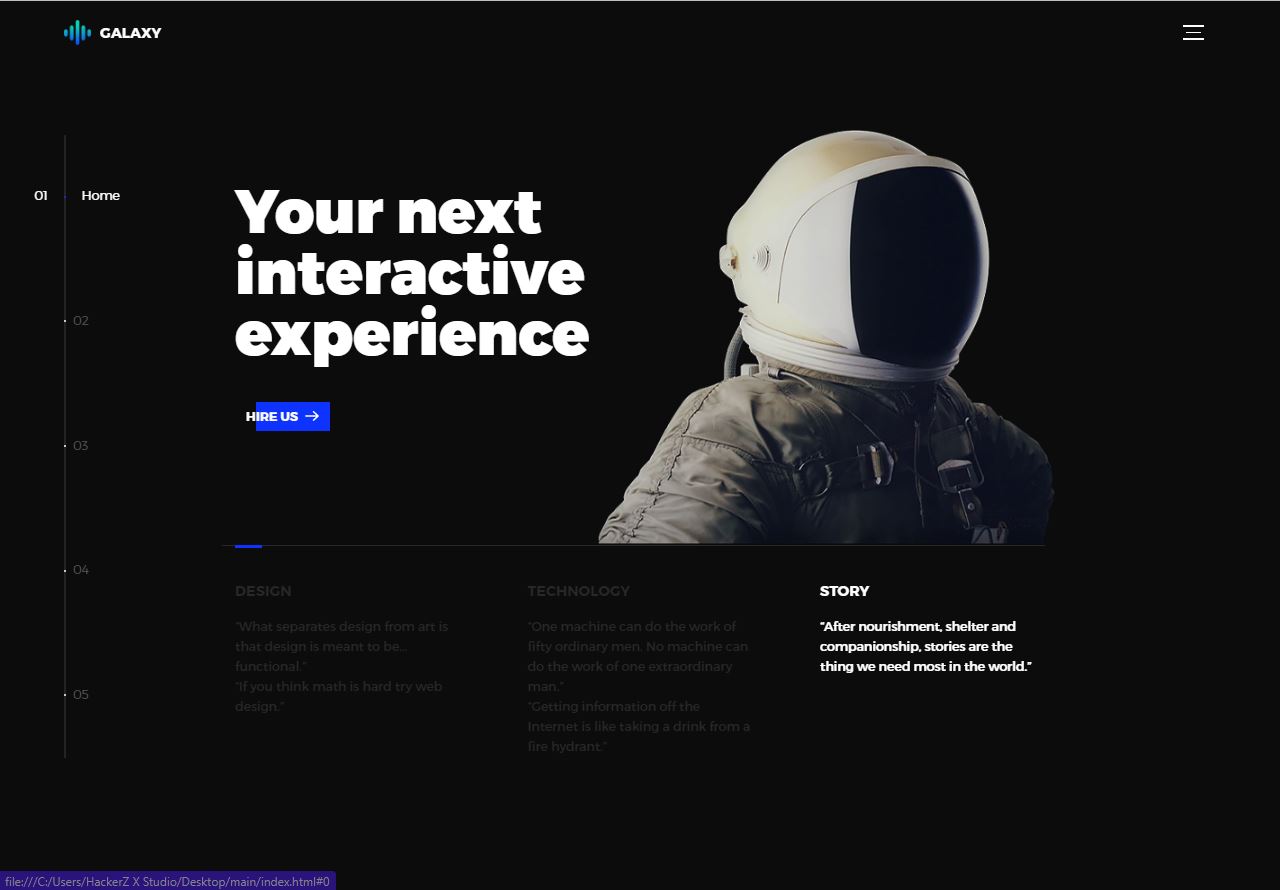 GALAXY
01 Home
Your next
interactive
experience
02
HIRE US
03
04
DESIGN
"What separates design from art is
that design is meant to be...
functional."
"If you think math is hard try web
design."
TECHNOLOGY
"One machine can do the work of
fifty ordinary men. No machine can
do the work of one extraordinary
man."
"Getting information off the
Internet is like taking a drink from a
fire hydrant."
STORY
"After nourishment, shelter and
companionship, stories are the
thing we need most in the world."
05
file:///C:/Users/HackerZ X Studio/Desktop/main/index.html#0